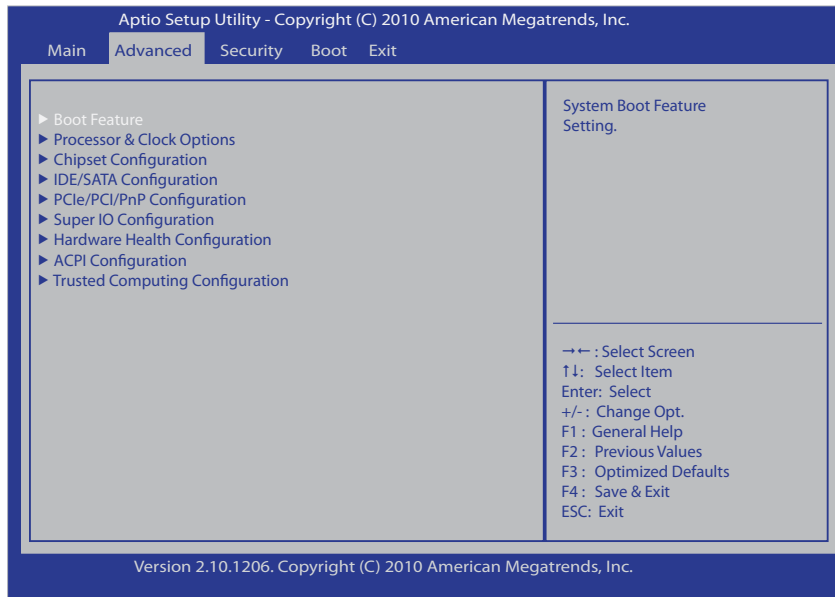 Aptio Setup Utility - Copyright (C) 2010 American Megatrends, Inc.
Main Advanced Security Boot Exit
▶ Boot Feature
▶ Processor & Clock Options
▶ Chipset Configuration
▶ IDE/SATA Configuration
▶ PCIe/PCI/PnP Configuration
▶ Super IO Configuration
▶ Hardware Health Configuration
▶ ACPI Configuration
▶ Trusted Computing Configuration
System Boot Feature
Setting.
→←: Select Screen
↑↓: Select Item
Enter: Select
+/-: Change Opt.
F1 : General Help
F2 : Previous Values
F3 : Optimized Defaults
F4 : Save & Exit
ESC: Exit
Version 2.10.1206. Copyright (C) 2010 American Megatrends, Inc.